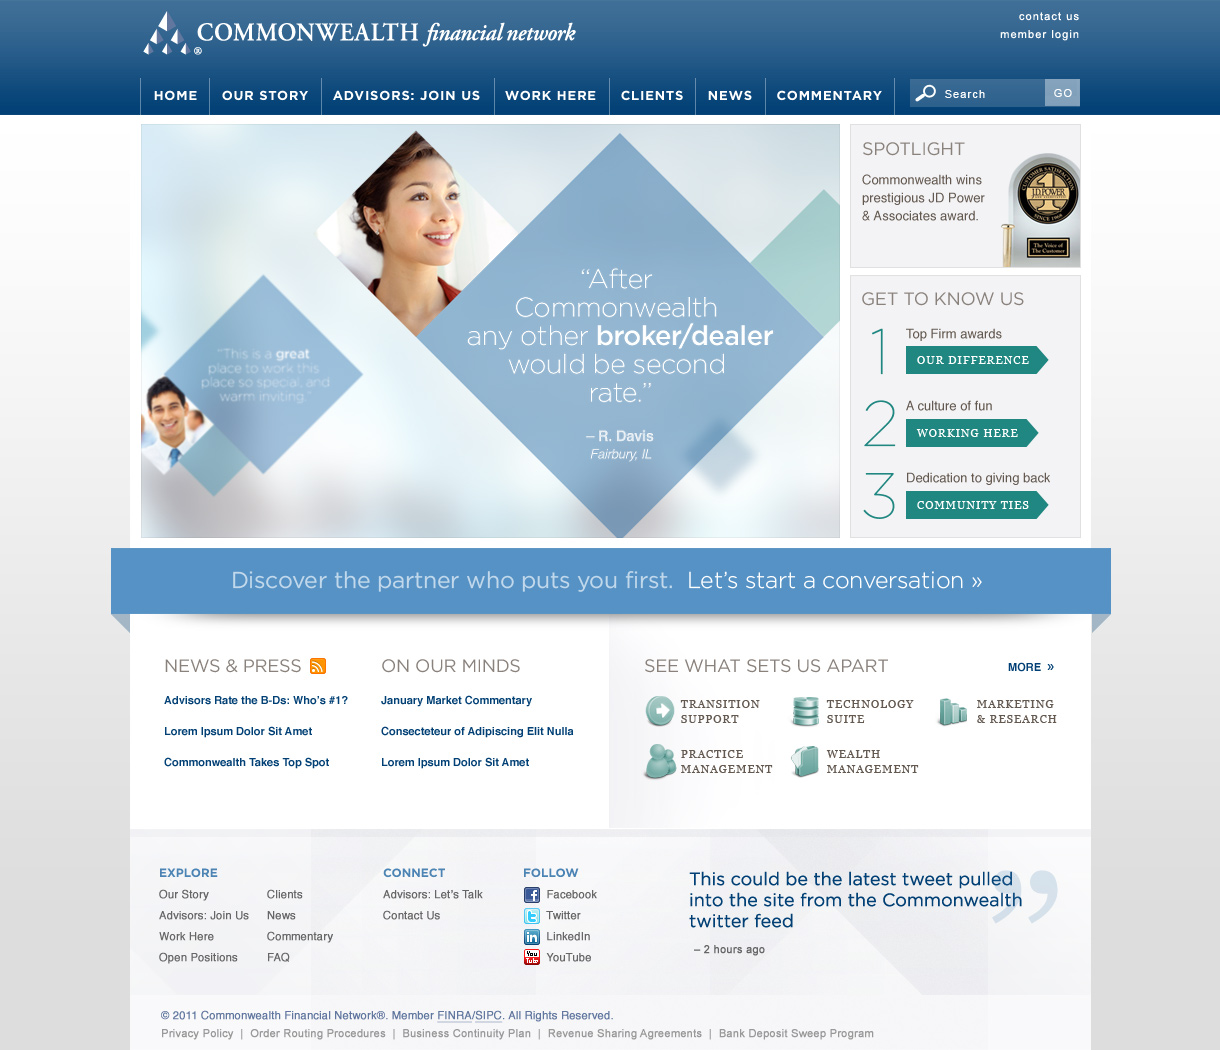 COMMONWEALTH financial network
®
contact us
member login
HOME
OUR STORY
ADVISORS: JOIN US
WORK HERE
CLIENTS
NEWS
COMMENTARY
Search
GO
“After
Commonwealth
any other broker/dealer
would be second
rate.”
– R. Davis
Fairbury, IL
“This is a great
place to work this
place so special, and
warm inviting.”
SPOTLIGHT
Commonwealth wins
prestigious JD Power
& Associates award.
CUSTOMER SATISFACTION
1
J.D. POWER
SINCE 1968
The Voice of
The Customer
GET TO KNOW US
1
Top Firm awards
OUR DIFFERENCE
2
A culture of fun
WORKING HERE
3
Dedication to giving back
COMMUNITY TIES
Discover the partner who puts you first. Let’s start a conversation »
NEWS & PRESS
Advisors Rate the B-Ds: Who’s #1?
Lorem Ipsum Dolor Sit Amet
Commonwealth Takes Top Spot
ON OUR MINDS
January Market Commentary
Consecteteur of Adipiscing Elit Nulla
Lorem Ipsum Dolor Sit Amet
SEE WHAT SETS US APART
MORE »
TRANSITION
SUPPORT
TECHNOLOGY
SUITE
MARKETING
& RESEARCH
PRACTICE
MANAGEMENT
WEALTH
MANAGEMENT
EXPLORE
Our Story
Advisors: Join Us
Work Here
Open Positions
Clients
News
Commentary
FAQ
CONNECT
Advisors: Let’s Talk
Contact Us
FOLLOW
f Facebook
t Twitter
in LinkedIn
You Tube YouTube
This could be the latest tweet pulled
into the site from the Commonwealth
twitter feed
”
– 2 hours ago
© 2011 Commonwealth Financial Network®. Member FINRA/SIPC. All Rights Reserved.
Privacy Policy | Order Routing Procedures | Business Continuity Plan | Revenue Sharing Agreements | Bank Deposit Sweep Program